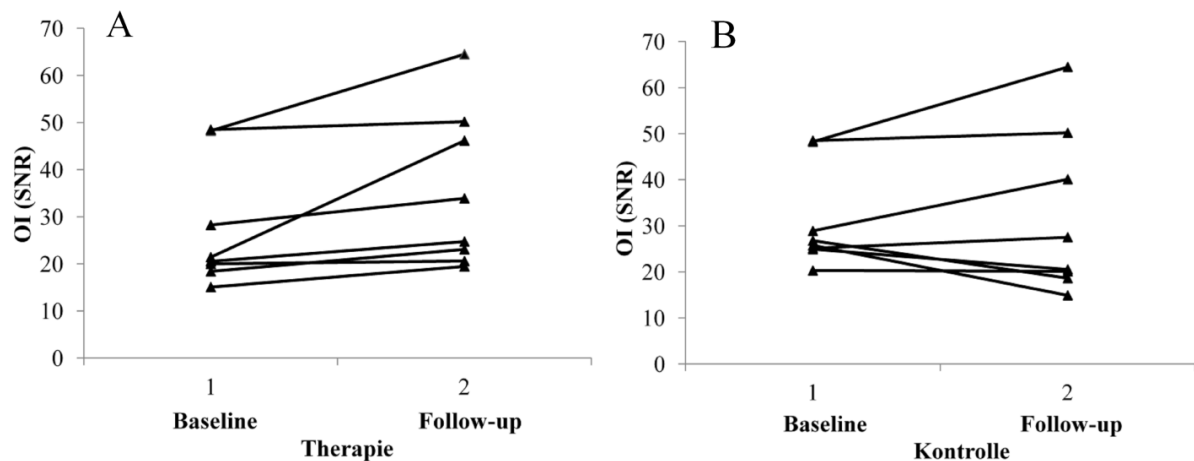 A
70
60
50
40
30
20
10
0
OI (SNR)
1 2
Baseline Follow-up
Therapie
B
70
60
50
40
30
20
10
0
OI (SNR)
1 2
Baseline Follow-up
Kontrolle